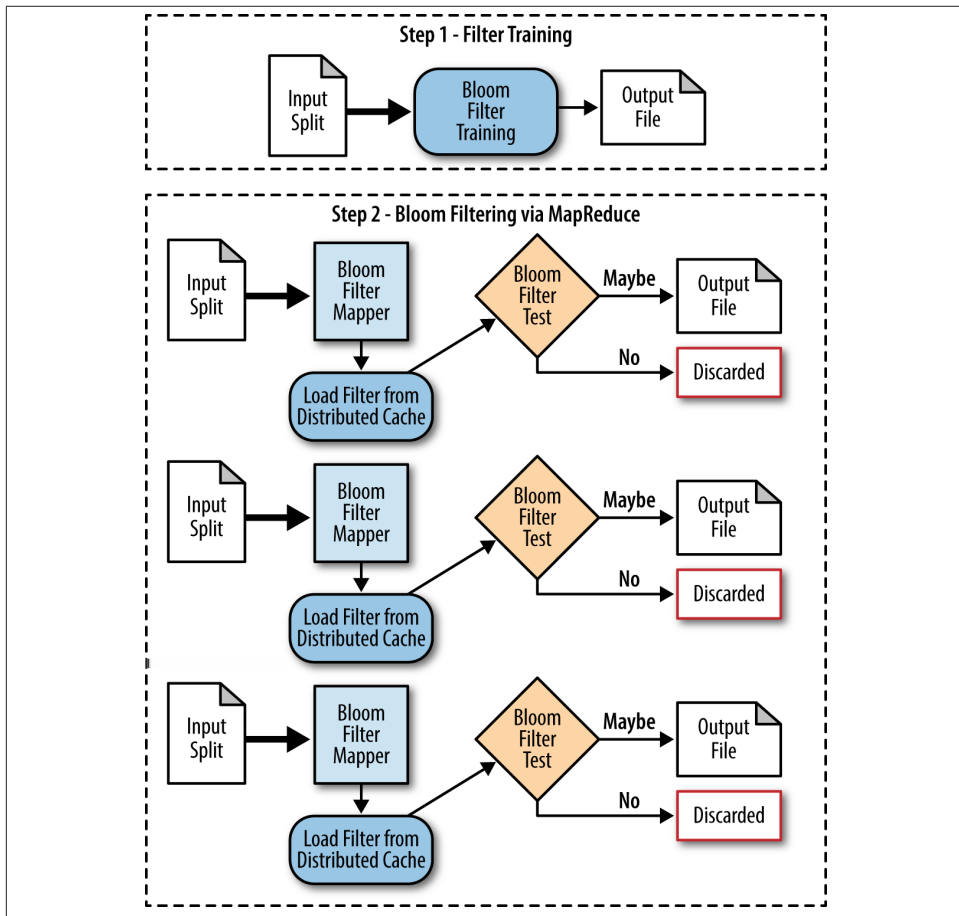 Step 1 - Filter Training
Input
Split
Bloom
Filter
Training
Output
File
Step 2 - Bloom Filtering via MapReduce
Input
Split
Bloom
Filter
Mapper
Load Filter from
Distributed Cache
Bloom
Filter
Test
Maybe
Output
File
No
Discarded
Input
Split
Bloom
Filter
Mapper
Load Filter from
Distributed Cache
Bloom
Filter
Test
Maybe
Output
File
No
Discarded
Input
Split
Bloom
Filter
Mapper
Load Filter from
Distributed Cache
Bloom
Filter
Test
Maybe
Output
File
No
Discarded